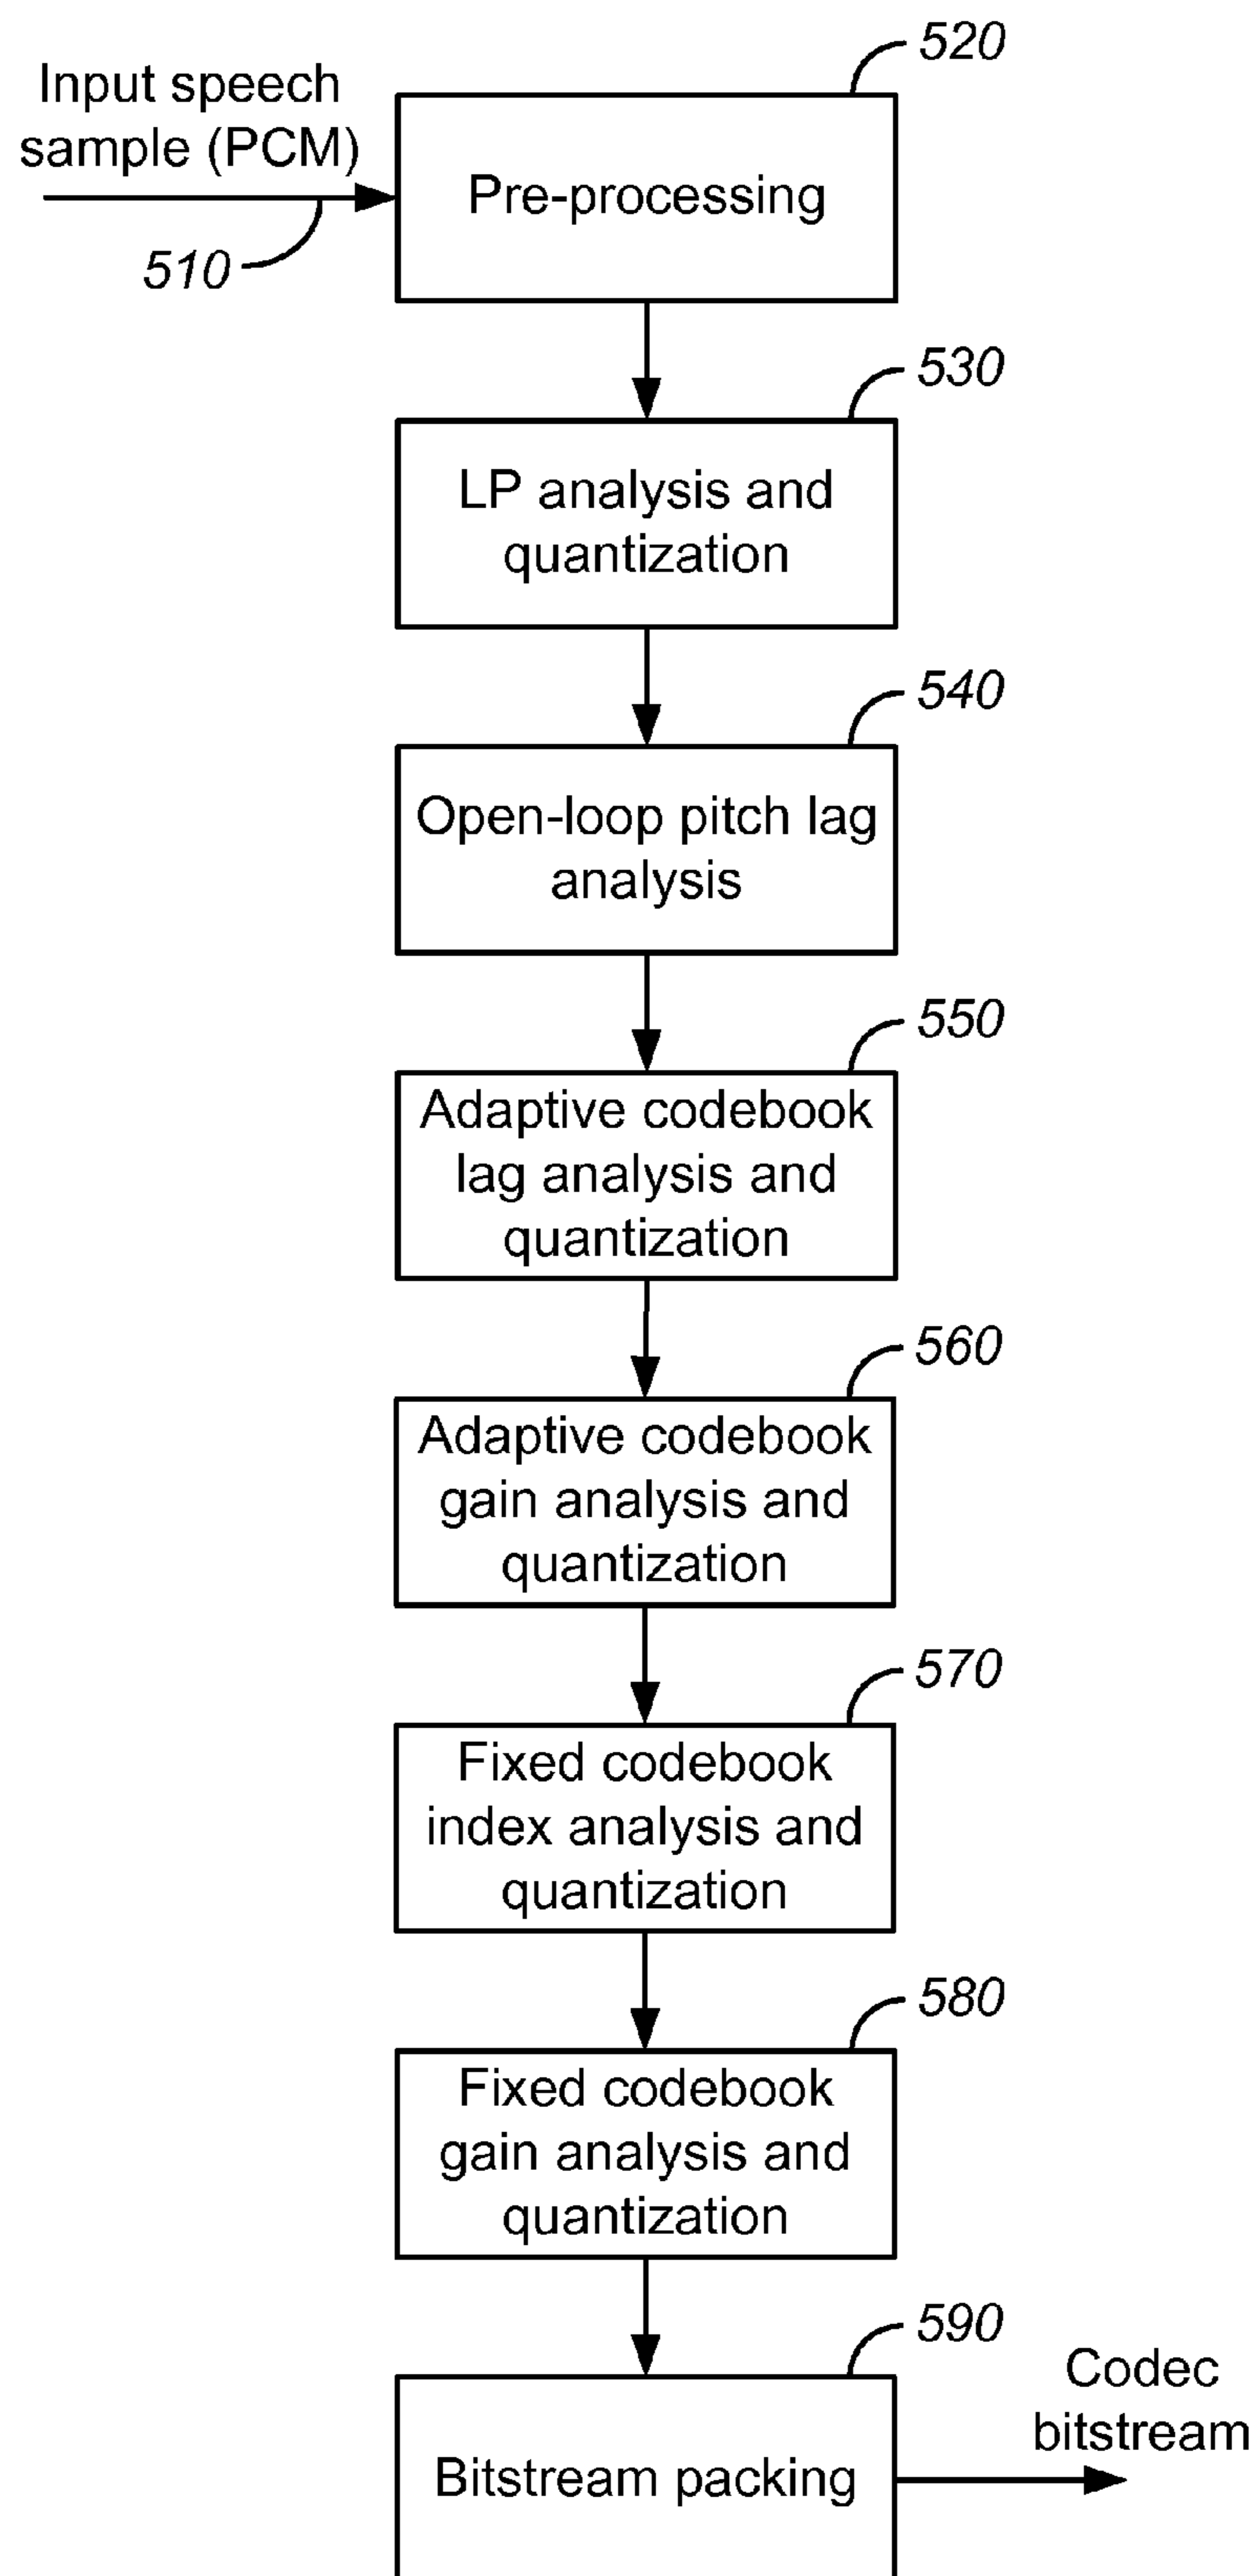 520
Input speech
sample (PCM)
Pre-processing
510
530
LP analysis and
quantization
540
Open-loop pitch lag
analysis
550
Adaptive codebook
lag analysis and
quantization
560
Adaptive codebook
gain analysis and
quantization
570
Fixed codebook
index analysis and
quantization
580
Fixed codebook
gain analysis and
quantization
590
Codec
bitstream
Bitstream packing